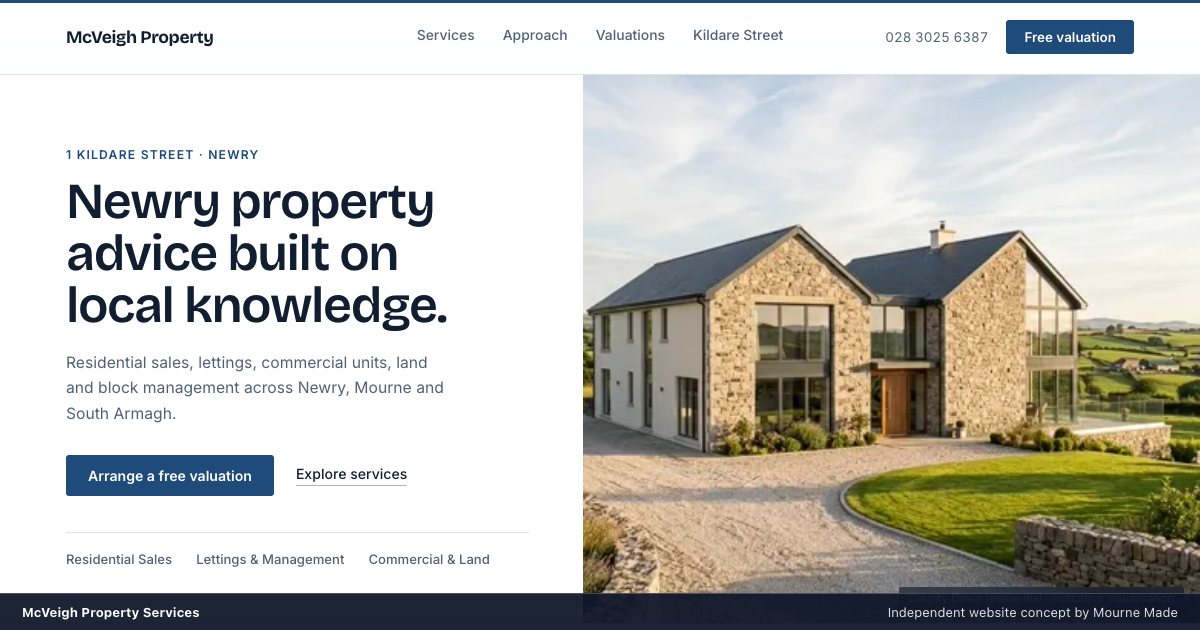 McVeigh Property
Services Approach Valuations Kildare Street
028 3025 6387
Free valuation
1 KILDARE STREET · NEWRY
Newry property
advice built on
local knowledge.
Residential sales, lettings, commercial units, land
and block management across Newry, Mourne and
South Armagh.
Arrange a free valuation
Explore services
Residential Sales Lettings & Management Commercial & Land
McVeigh Property Services
Independent website concept by Mourne Made